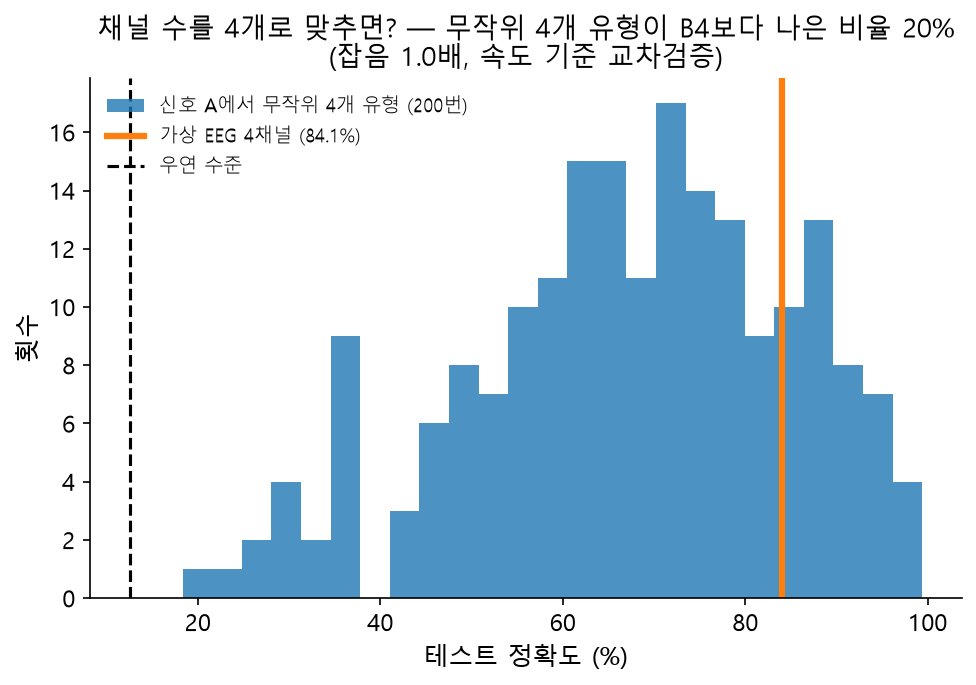 채널 수를 4개로 맞추면? — 무작위 4개 유형이 B4보다 나은 비율 20%
(잡음 1.0배, 속도 기준 교차검증)
신호 A에서 무작위 4개 유형 (200번)
가상 EEG 4채널 (84.1%)
우연 수준
횟수
16
14
12
10
8
6
4
2
0
20 40 60 80 100
테스트 정확도 (%)